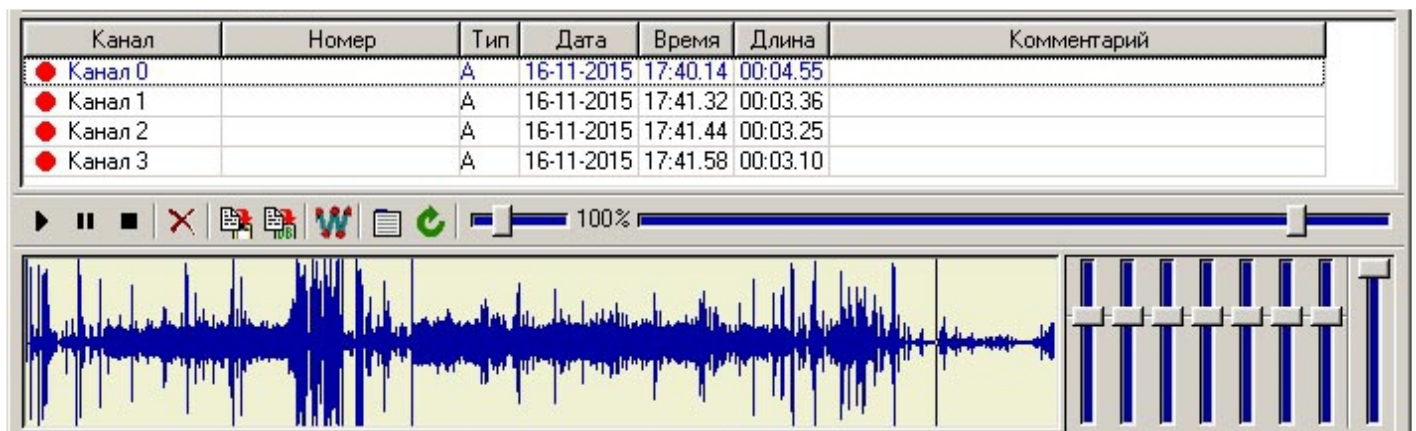 Канал Номер Тип Дата Время Длина Комментарий
Канал 0 А 16-11-2015 17:40.14 00:04.55
Канал 1 А 16-11-2015 17:41.32 00:03.36
Канал 2 А 16-11-2015 17:41.44 00:03.25
Канал 3 А 16-11-2015 17:41.58 00:03.10
100%